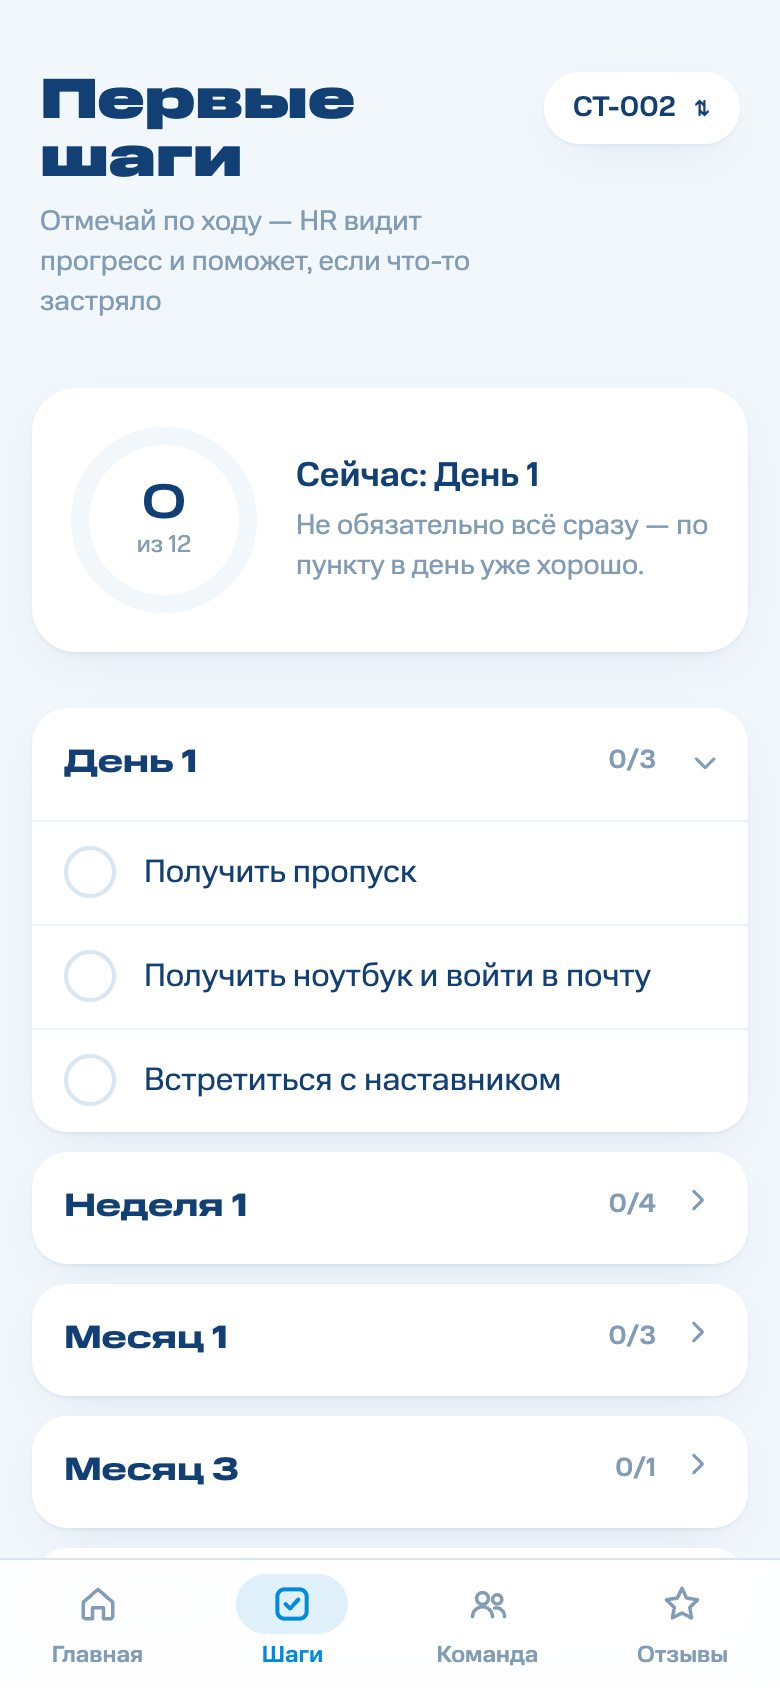 Первые
шаги
СТ-002 ⇅
Отмечай по ходу — HR видит
прогресс и поможет, если что-то
застряло
0
из 12
Сейчас: День 1
Не обязательно всё сразу — по
пункту в день уже хорошо.
День 1
0/3
Получить пропуск
Получить ноутбук и войти в почту
Встретиться с наставником
Неделя 1
0/4
Месяц 1
0/3
Месяц 3
0/1
Главная
Шаги
Команда
Отзывы